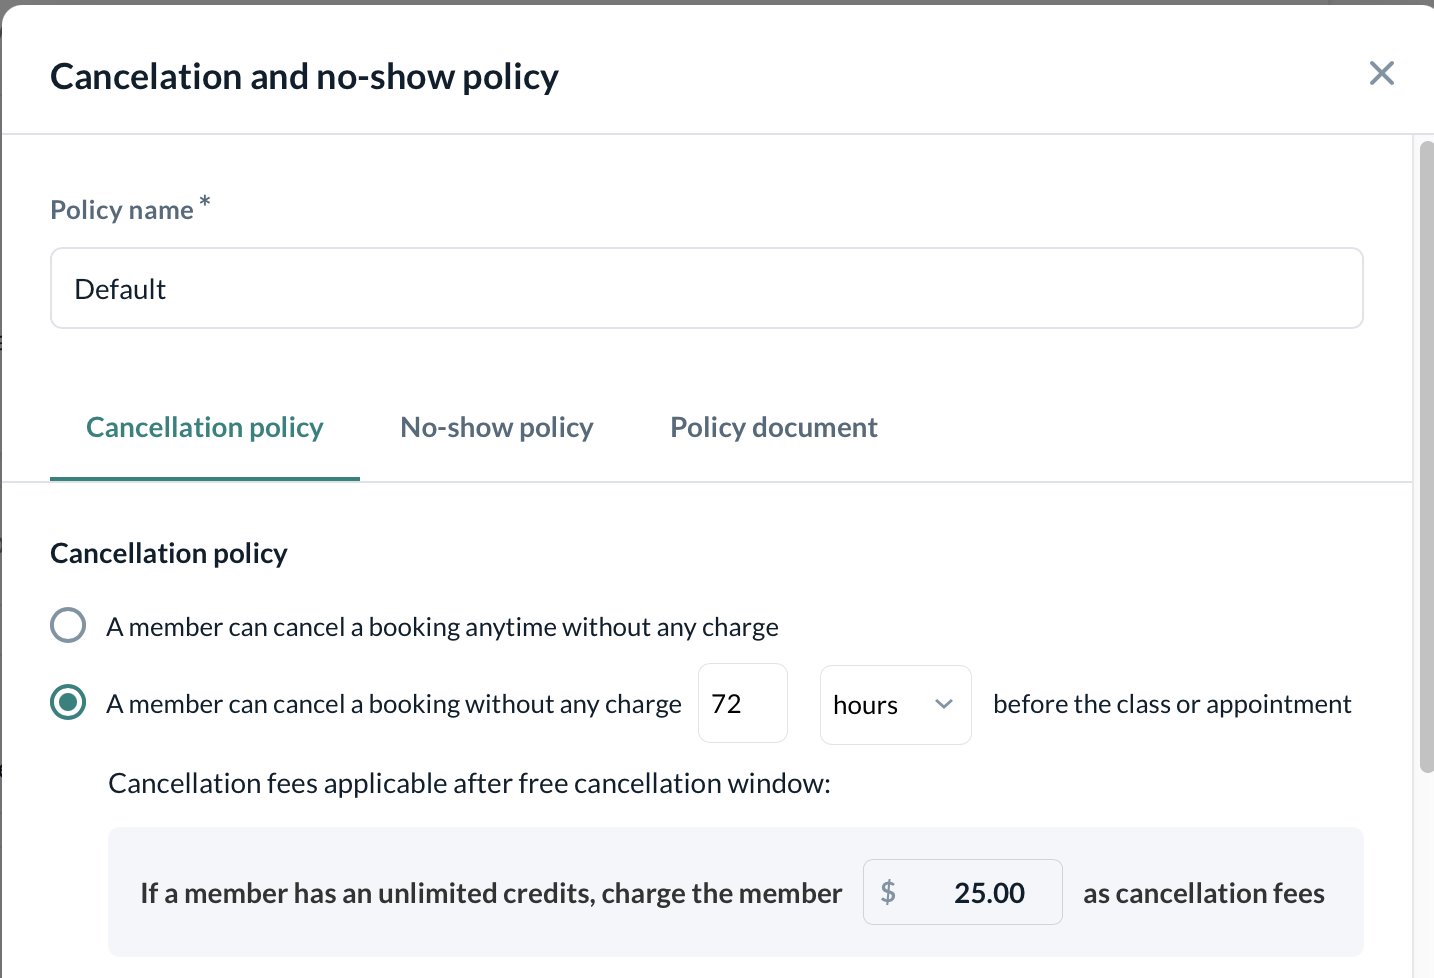 Cancelation and no-show policy
Policy name *
Default
Cancellation policy No-show policy Policy document
Cancellation policy
A member can cancel a booking anytime without any charge
A member can cancel a booking without any charge 72 hours before the class or appointment
Cancellation fees applicable after free cancellation window:
If a member has an unlimited credits, charge the member $ 25.00 as cancellation fees